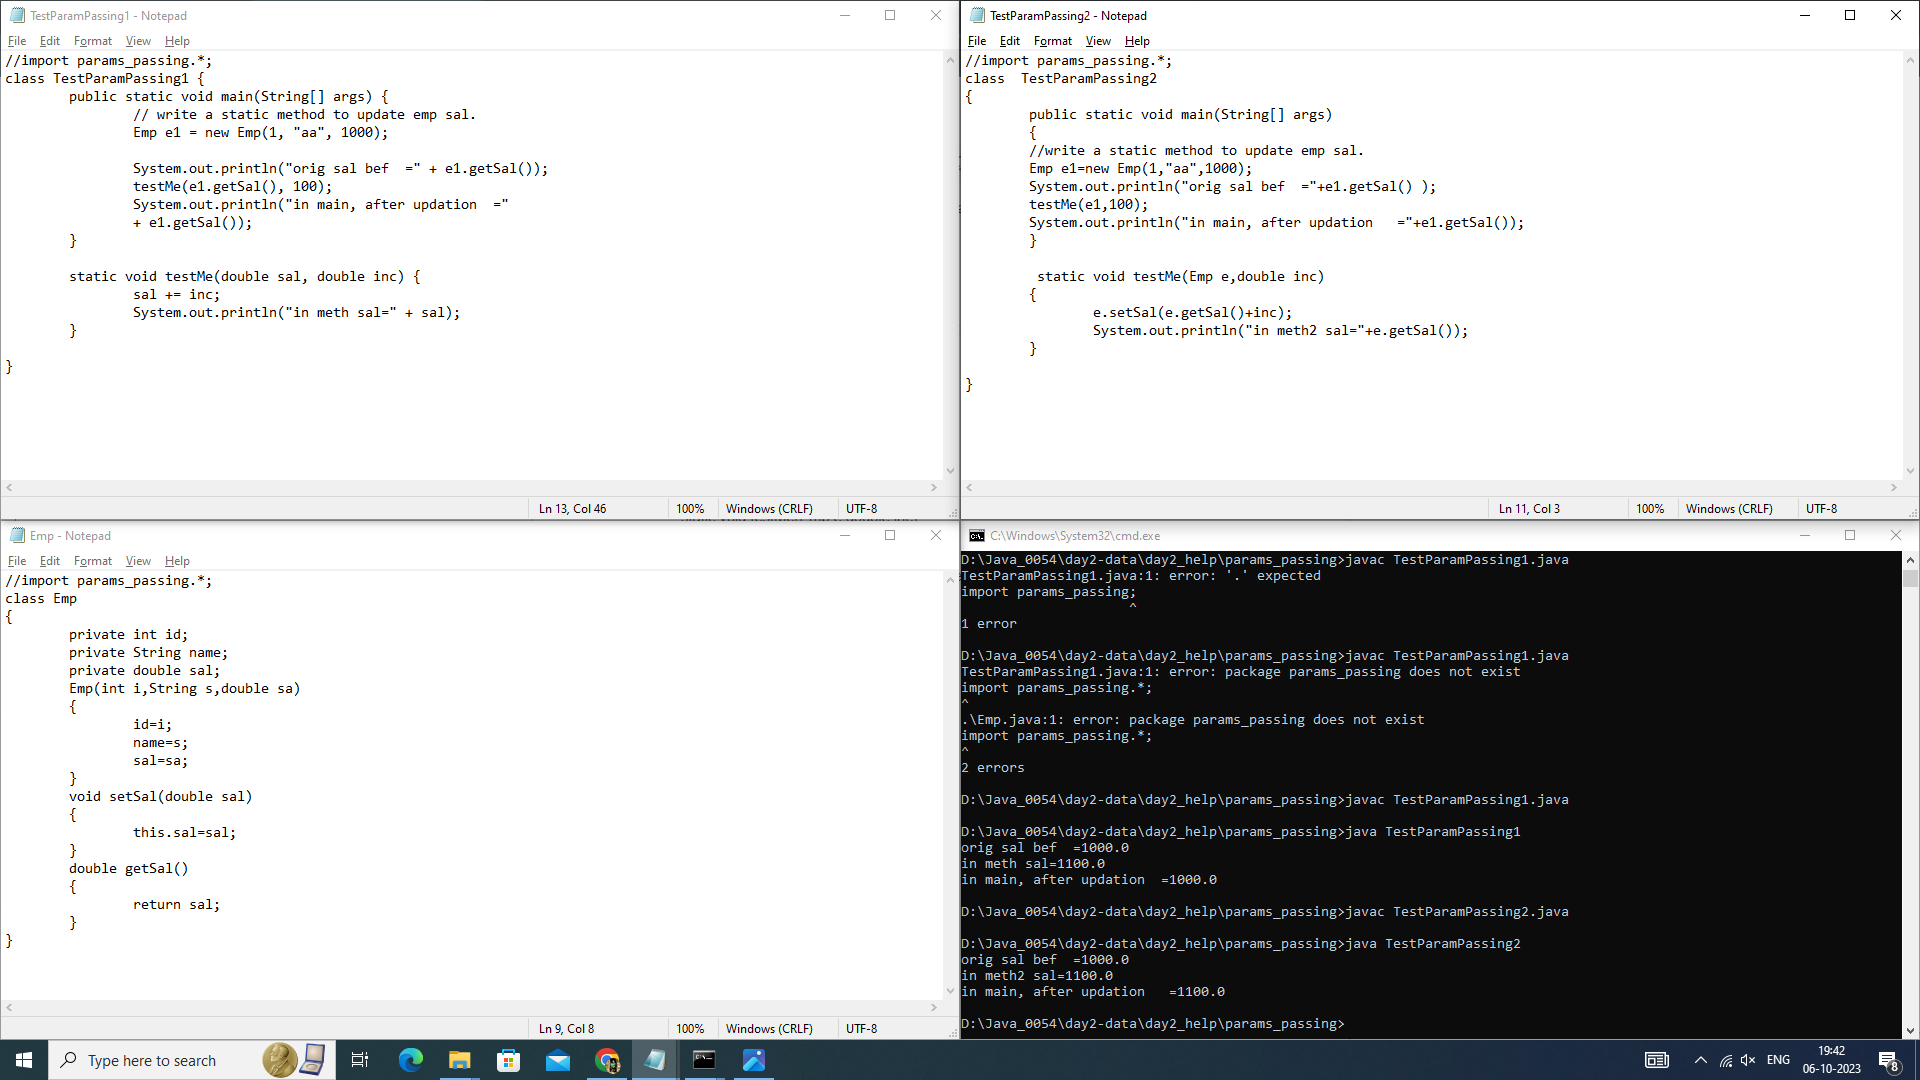 TestParamPassing1 - Notepad
File Edit Format View Help
//import params_passing.*;
class TestParamPassing1 {
public static void main(String[] args) {
// write a static method to update emp sal.
Emp e1 = new Emp(1, "aa", 1000);
System.out.println("orig sal bef  =" + e1.getSal());
testMe(e1.getSal(), 100);
System.out.println("in main, after updation  ="
+ e1.getSal());
}
static void testMe(double sal, double inc) {
sal += inc;
System.out.println("in meth sal=" + sal);
}
}
Ln 13, Col 46 100% Windows (CRLF) UTF-8
TestParamPassing2 - Notepad
File Edit Format View Help
//import params_passing.*;
class  TestParamPassing2
{
public static void main(String[] args)
{
//write a static method to update emp sal.
Emp e1=new Emp(1,"aa",1000);
System.out.println("orig sal bef  ="+e1.getSal() );
testMe(e1,100);
System.out.println("in main, after updation   ="+e1.getSal());
}
static void testMe(Emp e,double inc)
{
e.setSal(e.getSal()+inc);
System.out.println("in meth2 sal="+e.getSal());
}
}
Ln 11, Col 3 100% Windows (CRLF) UTF-8
Emp - Notepad
File Edit Format View Help
//import params_passing.*;
class Emp
{
private int id;
private String name;
private double sal;
Emp(int i,String s,double sa)
{
id=i;
name=s;
sal=sa;
}
void setSal(double sal)
{
this.sal=sal;
}
double getSal()
{
return sal;
}
}
Ln 9, Col 8 100% Windows (CRLF) UTF-8
C:\Windows\System32\cmd.exe
D:\Java_0054\day2-data\day2_help\params_passing>javac TestParamPassing1.java
TestParamPassing1.java:1: error: '.' expected
import params_passing;
^
1 error
D:\Java_0054\day2-data\day2_help\params_passing>javac TestParamPassing1.java
TestParamPassing1.java:1: error: package params_passing does not exist
import params_passing.*;
^
.\Emp.java:1: error: package params_passing does not exist
import params_passing.*;
^
2 errors
D:\Java_0054\day2-data\day2_help\params_passing>javac TestParamPassing1.java
D:\Java_0054\day2-data\day2_help\params_passing>java TestParamPassing1
orig sal bef  =1000.0
in meth sal=1100.0
in main, after updation  =1000.0
D:\Java_0054\day2-data\day2_help\params_passing>javac TestParamPassing2.java
D:\Java_0054\day2-data\day2_help\params_passing>java TestParamPassing2
orig sal bef  =1000.0
in meth2 sal=1100.0
in main, after updation   =1100.0
D:\Java_0054\day2-data\day2_help\params_passing>
Type here to search
ENG
19:42
06-10-2023
8